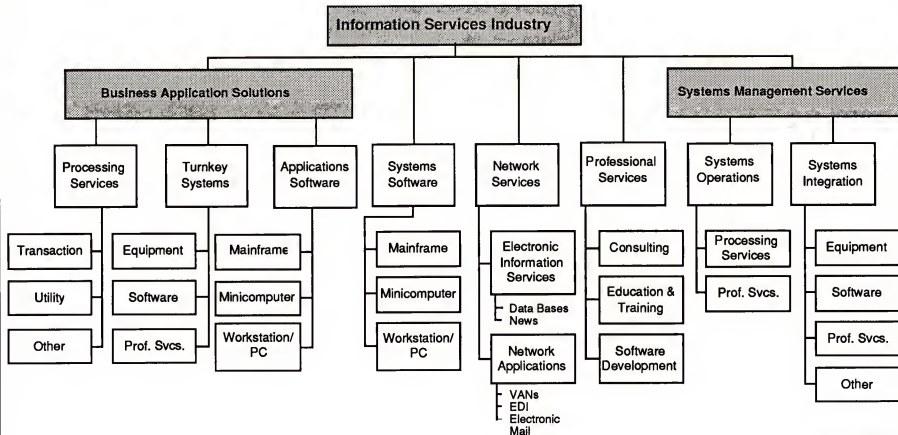 Information Services Industry
Business Application Solutions
Systems Management Services
Processing
Services
Turnkey
Systems
Applications
Software
Systems
Software
Network
Services
Professional
Services
Systems
Operations
Systems
Integration
Transaction
Utility
Other
Equipment
Software
Prof. Svcs.
Mainframe
Minicomputer
Workstation/
PC
Mainframe
Minicomputer
Workstation/
PC
Electronic
Information
Services
Data Bases
News
Network
Applications
VANs
EDI
Electronic
Mail
Consulting
Education &
Training
Software
Development
Processing
Services
Prof. Svcs.
Equipment
Software
Prof. Svcs.
Other